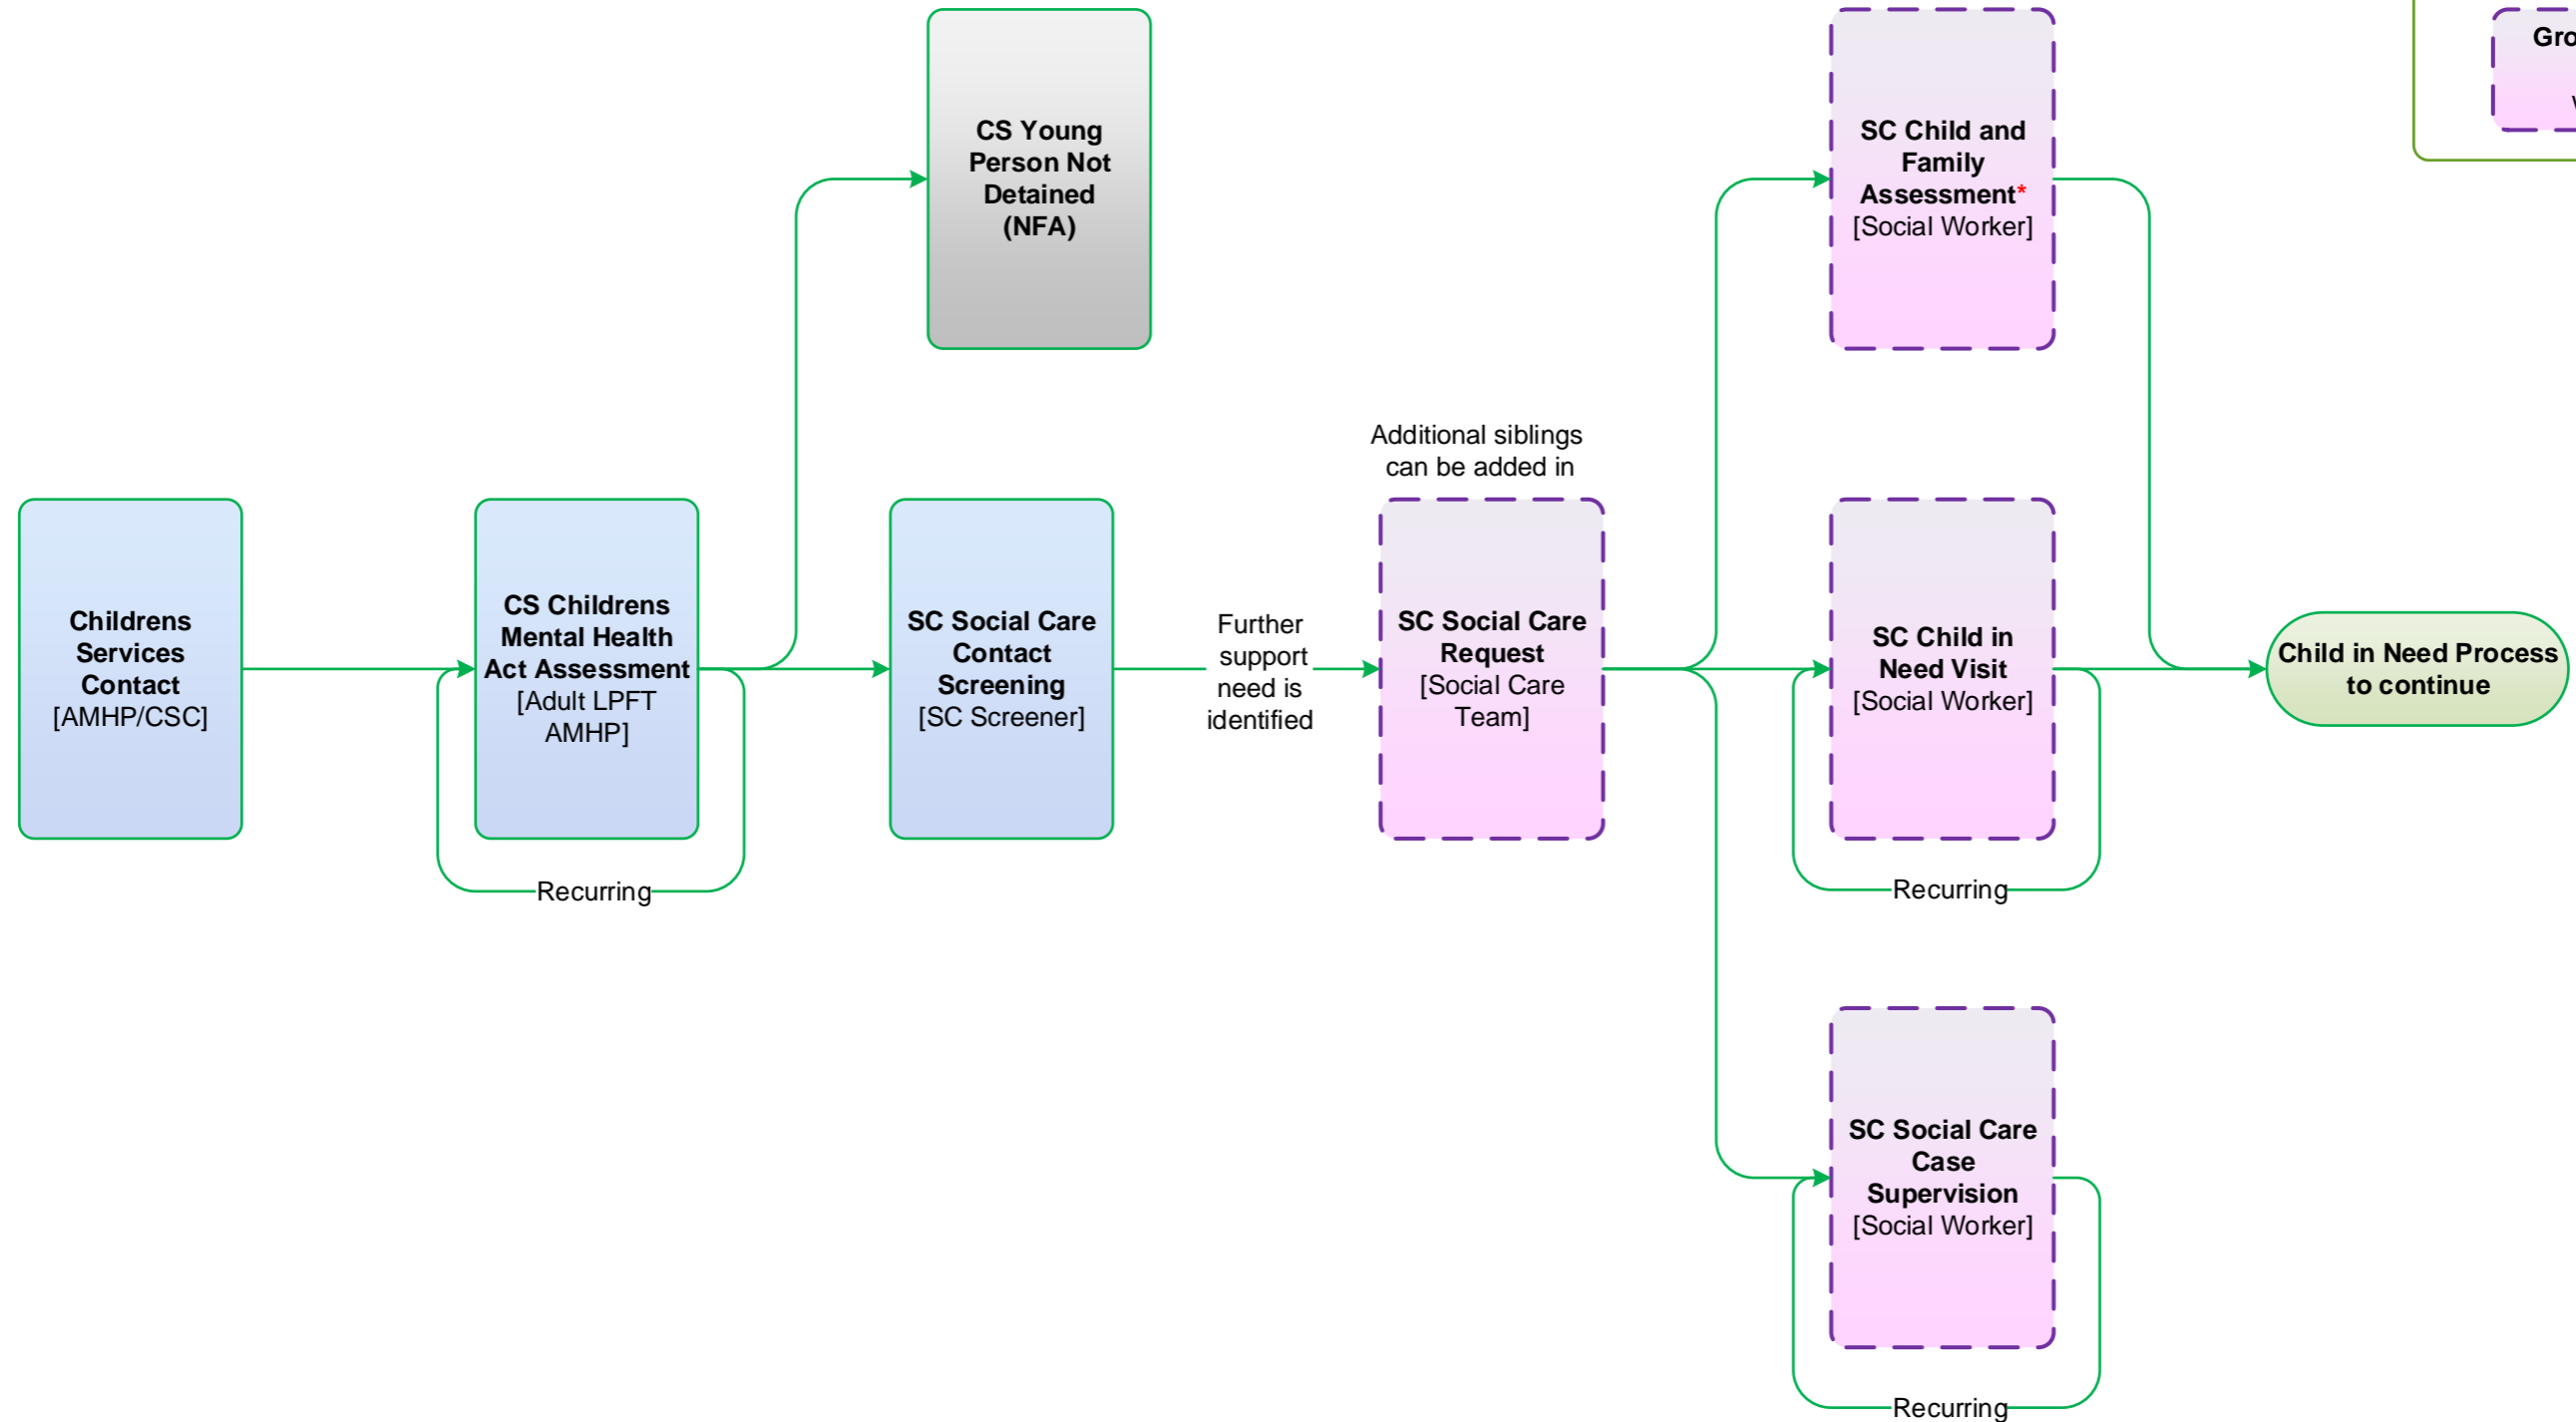 CS Young
Person Not
Detained
(NFA)
SC Child and
Family
Assessment*
[Social Worker]
Additional siblings
can be added in
Childrens
Services
Contact
[AMHP/CSC]
CS Childrens
Mental Health
Act Assessment
[Adult LPFT
AMHP]
Recurring
SC Social Care
Contact
Screening
[SC Screener]
Further
support
need is
identified
SC Social Care
Request
[Social Care
Team]
SC Child in
Need Visit
[Social Worker]
Recurring
Child in Need Process
to continue
SC Social Care
Case
Supervision
[Social Worker]
Recurring